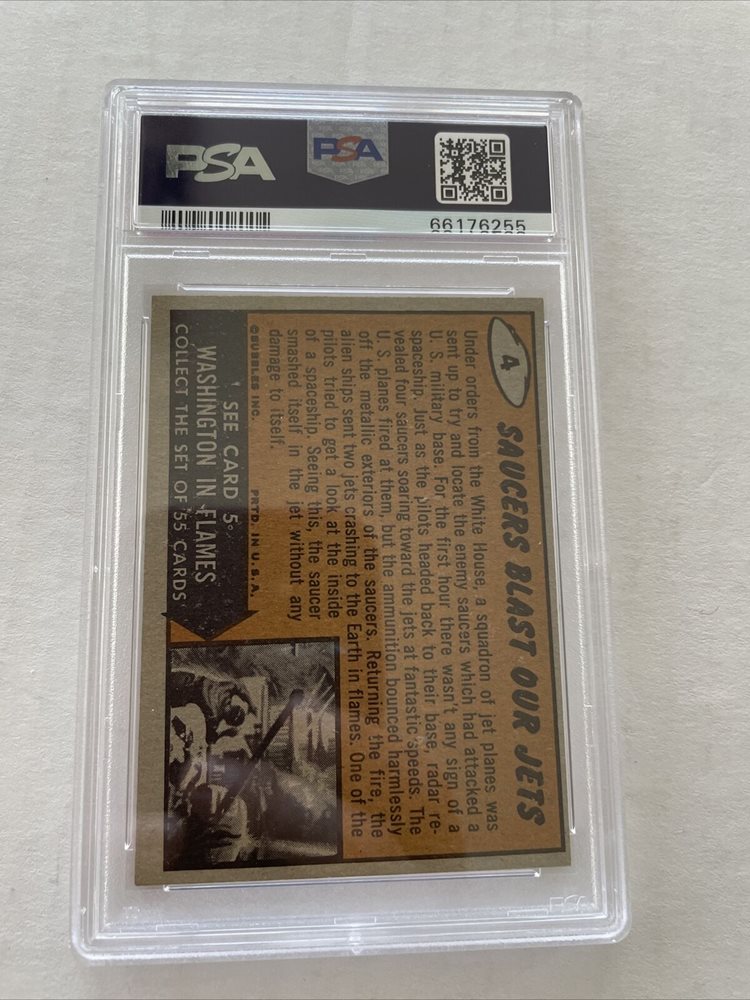 PSA
PSA
66176255
4
SAUCERS BLAST OUR JETS
Under orders from the White House, a squadron of jet planes was
sent up to try and locate the enemy saucers which had attacked a
U. S. military base. For the first hour there wasn't any sign of a
spaceship. Just as the pilots headed back to their base, radar re-
vealed four saucers soaring toward the jets at fantastic speeds. The
U. S. planes fired at them, but the ammunition bounced harmlessly
off the metallic exteriors of the saucers. Returning the fire, the
alien ships sent two jets crashing to the Earth in flames. One of the
pilots tried to get a look at the inside
of a spaceship. Seeing this, the saucer
smashed itself in the jet without any
damage to itself.
©BUBBLES INC. PRTD. IN U.S.A.
SEE CARD 5
WASHINGTON IN FLAMES
COLLECT THE SET OF 55 CARDS
PSA